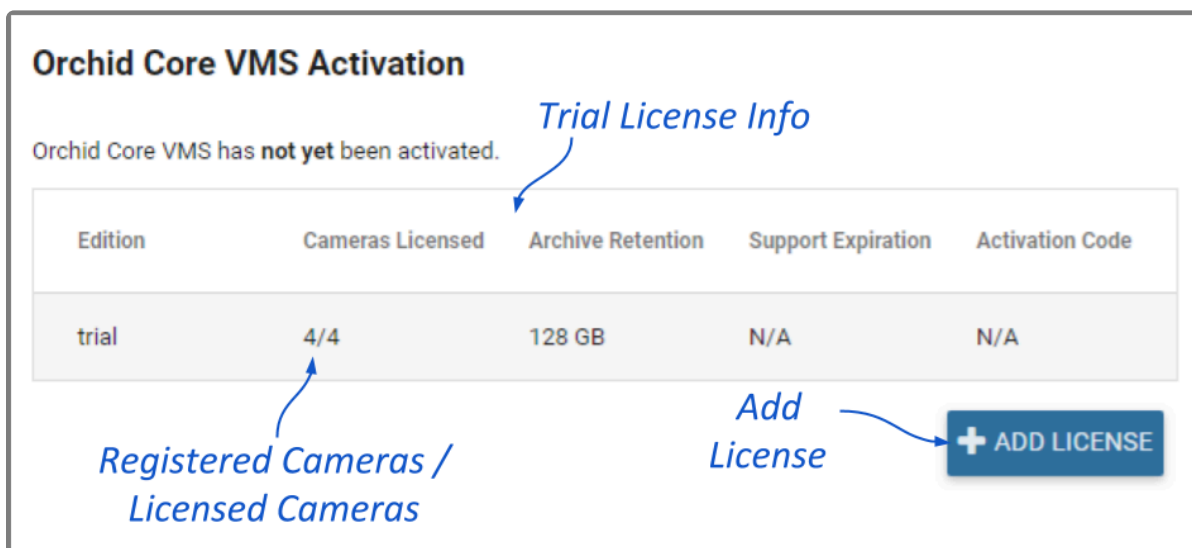 Orchid Core VMS Activation
Trial License Info
Orchid Core VMS has not yet been activated.
Edition Cameras Licensed Archive Retention Support Expiration Activation Code
trial 4/4 128 GB N/A N/A
Registered Cameras /
Licensed Cameras
Add
License
ADD LICENSE